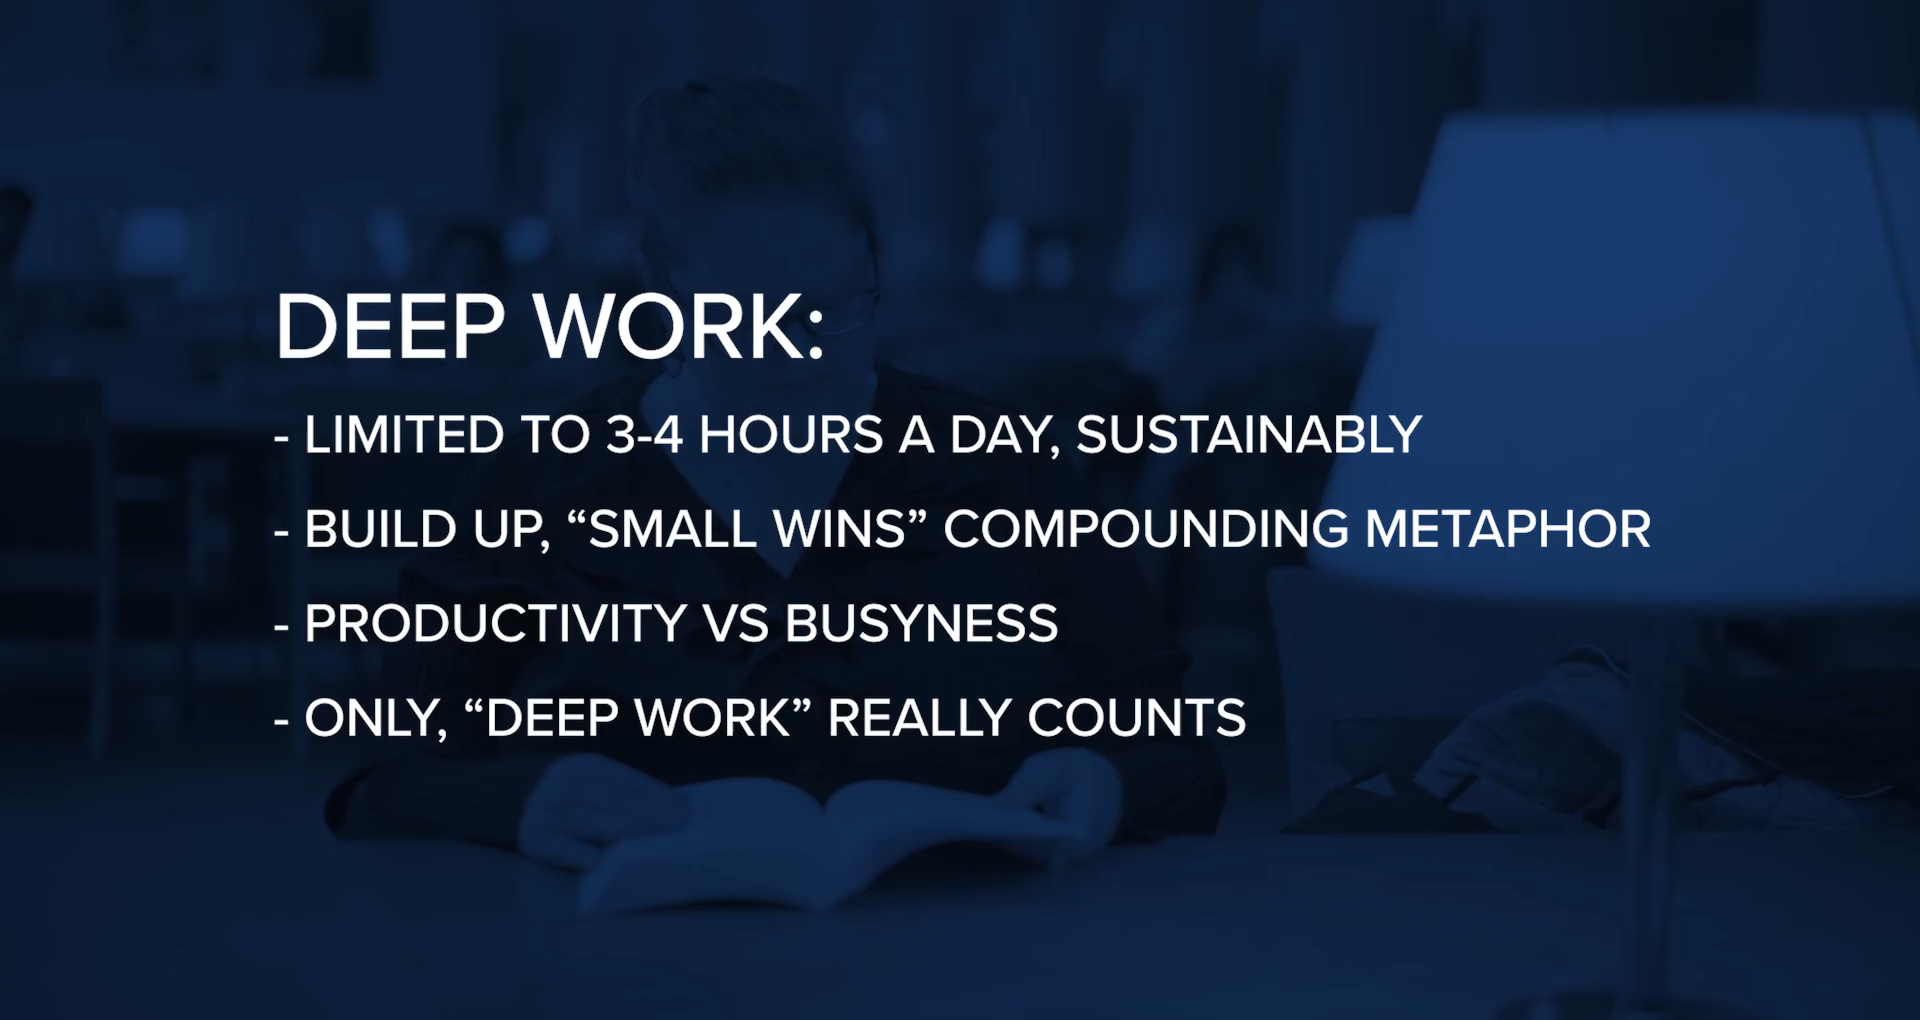 DEEP WORK:
- LIMITED TO 3-4 HOURS A DAY, SUSTAINABLY
- BUILD UP, “SMALL WINS” COMPOUNDING METAPHOR
- PRODUCTIVITY VS BUSYNESS
- ONLY, “DEEP WORK” REALLY COUNTS